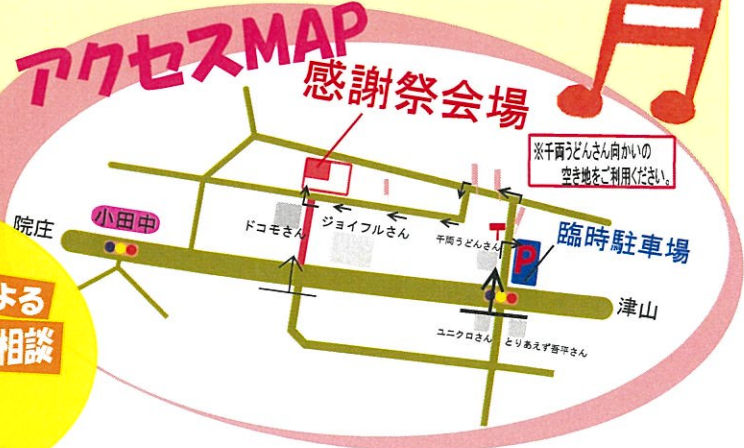 アクセスMAP
感謝祭会場
※千両うどんさん向かいの
空き地をご利用ください。
院庄
小田中
ドコモさん
ジョイフルさん
千両うどんさん
P
臨時駐車場
津山
ユニクロさん
とりあえず吾平さん
よる
相談